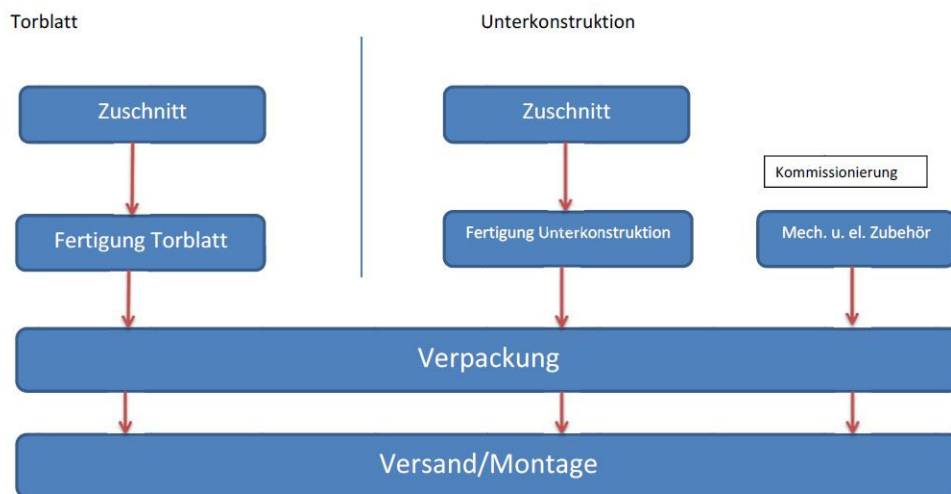 Torblatt
Unterkonstruktion
Zuschnitt
Zuschnitt
Kommissionierung
Fertigung Torblatt
Fertigung Unterkonstruktion
Mech. u. el. Zubehör
Verpackung
Versand/Montage